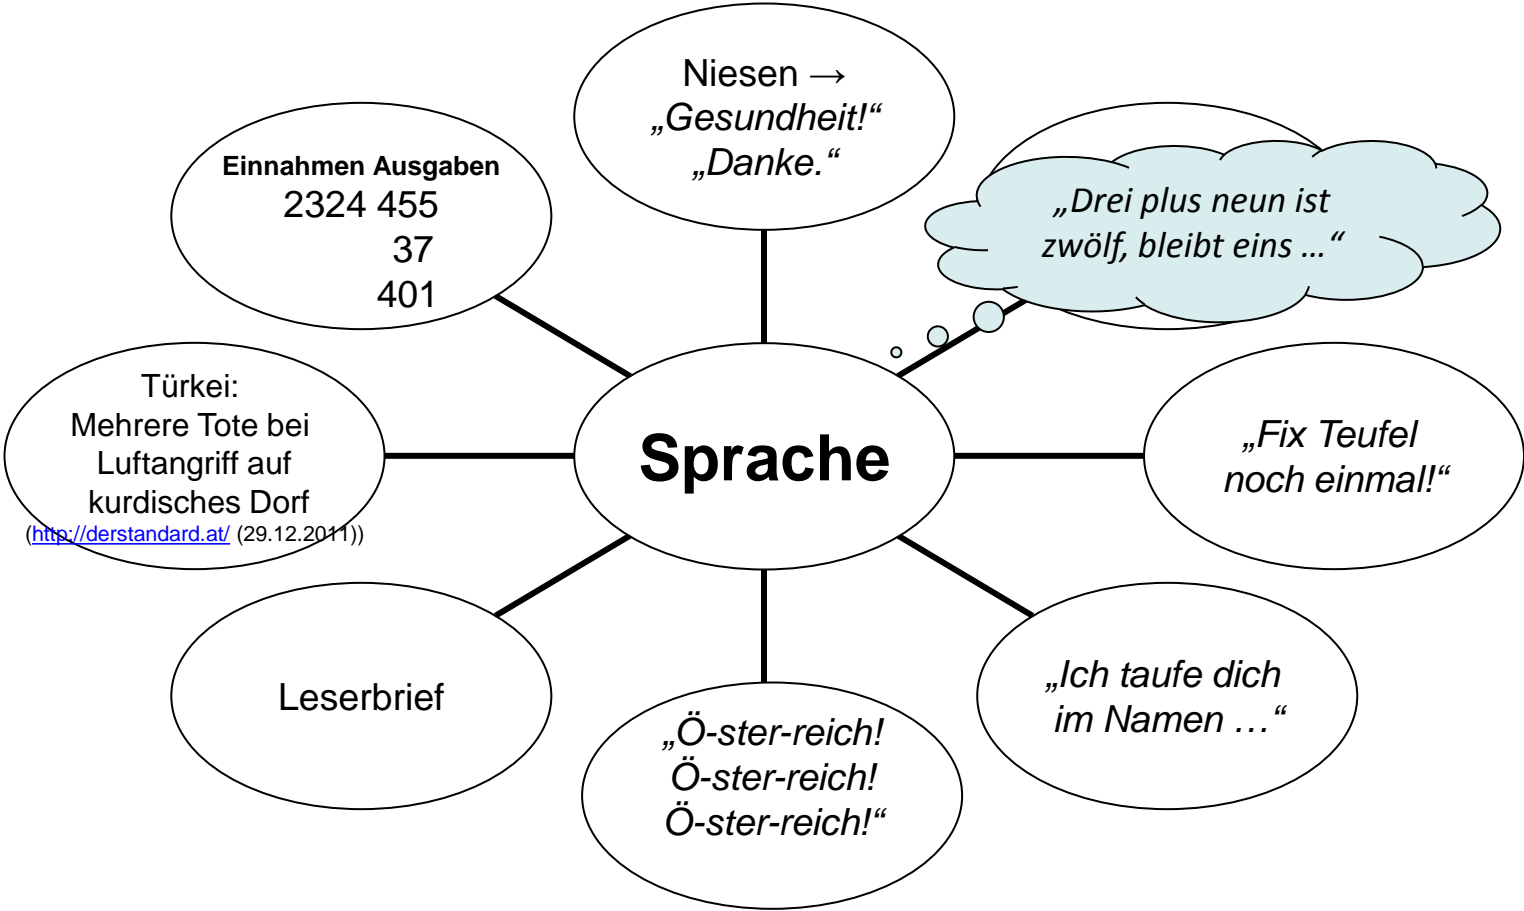 Niesen →
„Gesundheit!“
„Danke.“
Einnahmen Ausgaben
2324 455
37
401
„Drei plus neun ist
zwölf, bleibt eins …“
Türkei:
Mehrere Tote bei
Luftangriff auf
kurdisches Dorf
(http://derstandard.at/ (29.12.2011))
Sprache
„Fix Teufel
noch einmal!“
Leserbrief
„Ich taufe dich
im Namen …“
„Ö-ster-reich!
Ö-ster-reich!
Ö-ster-reich!“